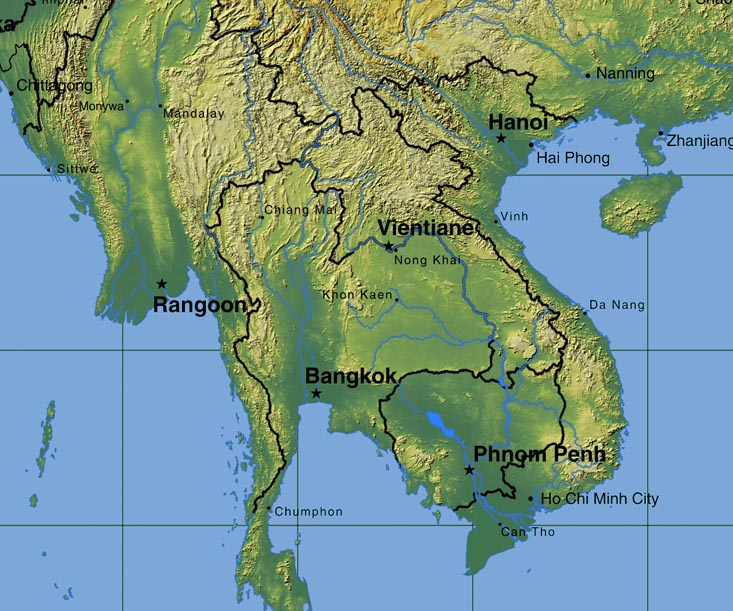 Nanning
Chittagong
Monywa
Mandalay
Hanoi
Zhanjiang
Hai Phong
Sittwe
Chiang Mai
Vinh
Vientiane
Nong Khai
Khon Kaen
Rangoon
Da Nang
Bangkok
Phnom Penh
Ho Chi Minh City
Chumphon
Can Tho